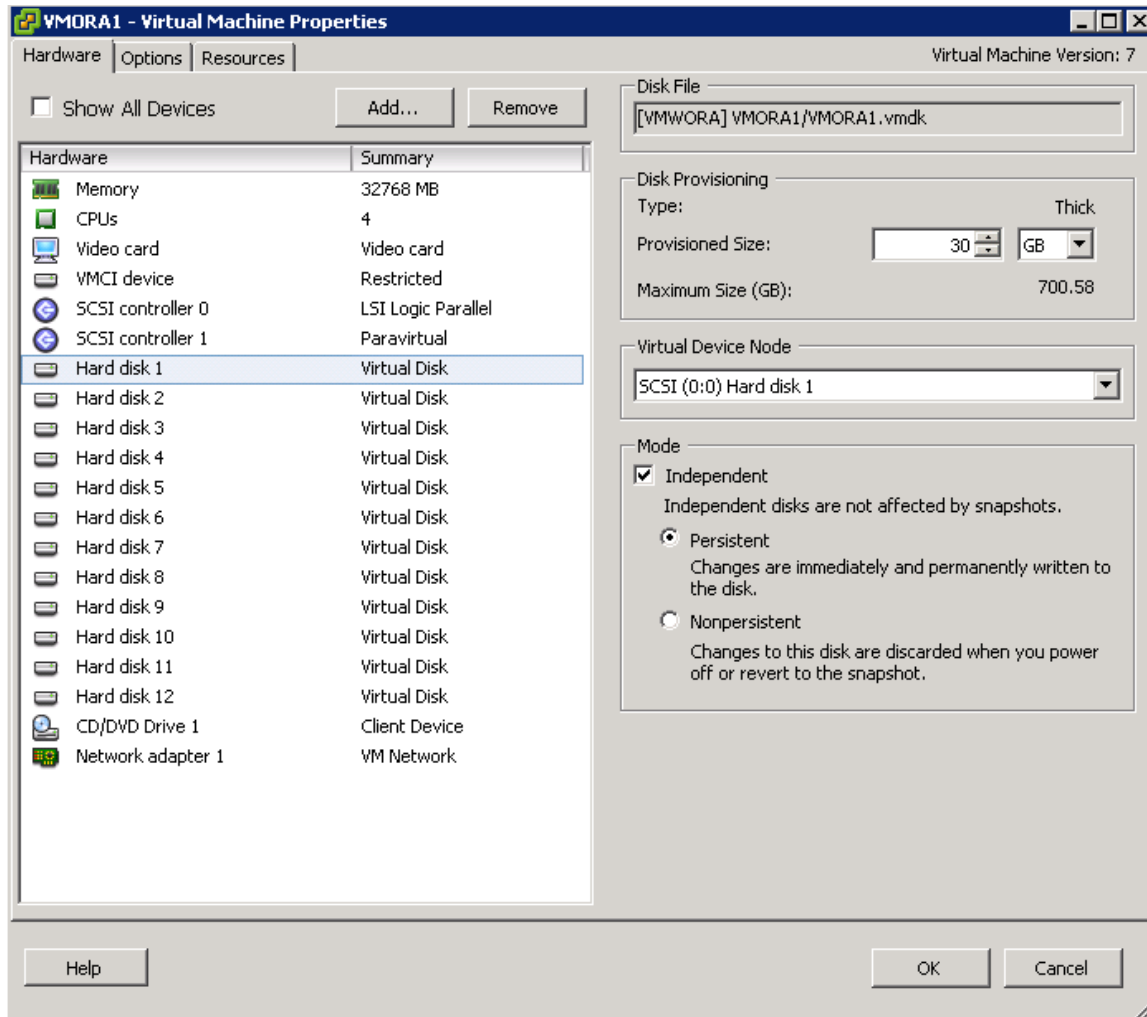 VMORA1 - Virtual Machine Properties
Hardware Options Resources
Virtual Machine Version: 7
Show All Devices
Add...
Remove
Hardware Summary
Memory 32768 MB
CPUs 4
Video card Video card
VMCI device Restricted
SCSI controller 0 LSI Logic Parallel
SCSI controller 1 Paravirtual
Hard disk 1 Virtual Disk
Hard disk 2 Virtual Disk
Hard disk 3 Virtual Disk
Hard disk 4 Virtual Disk
Hard disk 5 Virtual Disk
Hard disk 6 Virtual Disk
Hard disk 7 Virtual Disk
Hard disk 8 Virtual Disk
Hard disk 9 Virtual Disk
Hard disk 10 Virtual Disk
Hard disk 11 Virtual Disk
Hard disk 12 Virtual Disk
CD/DVD Drive 1 Client Device
Network adapter 1 VM Network
Disk File
[VMWORA] VMORA1/VMORA1.vmdk
Disk Provisioning
Type: Thick
Provisioned Size: 30 GB
Maximum Size (GB): 700.58
Virtual Device Node
SCSI (0:0) Hard disk 1
Mode
Independent
Independent disks are not affected by snapshots.
Persistent
Changes are immediately and permanently written to
the disk.
Nonpersistent
Changes to this disk are discarded when you power
off or revert to the snapshot.
Help
OK
Cancel